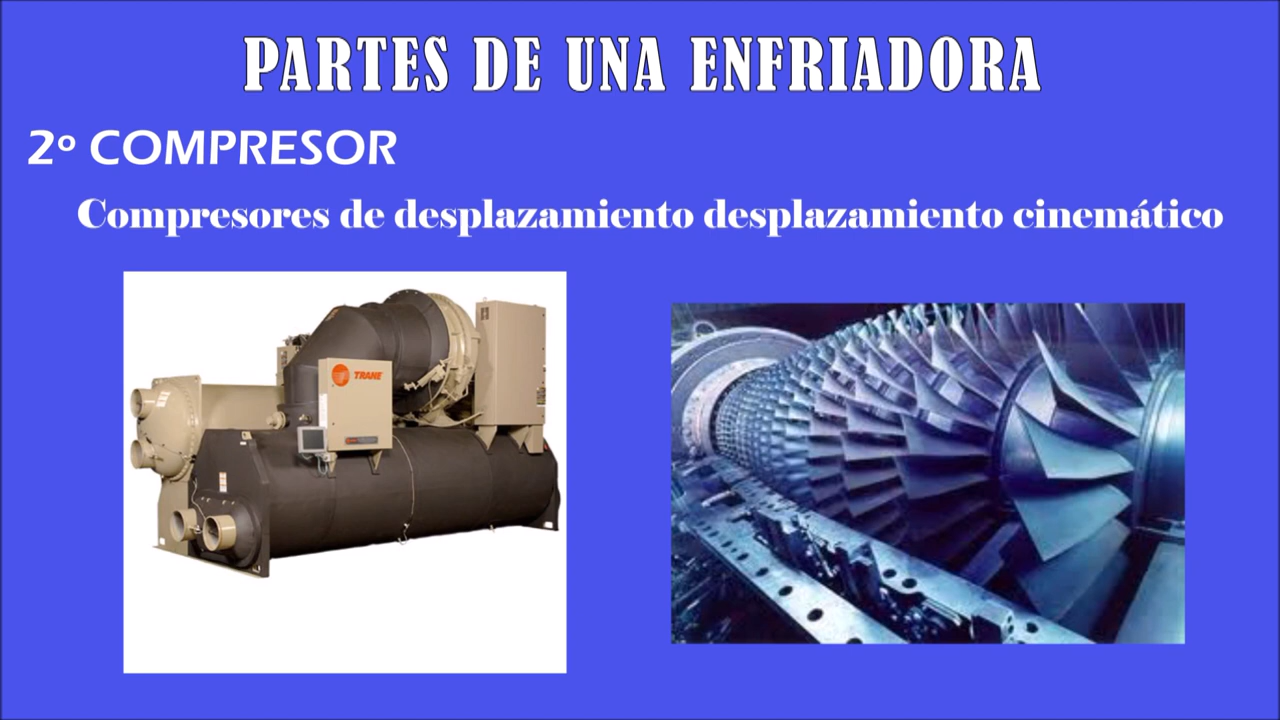 PARTES DE UNA ENFRIADORA
2º COMPRESOR
Compresores de desplazamiento desplazamiento cinemático
TRANE